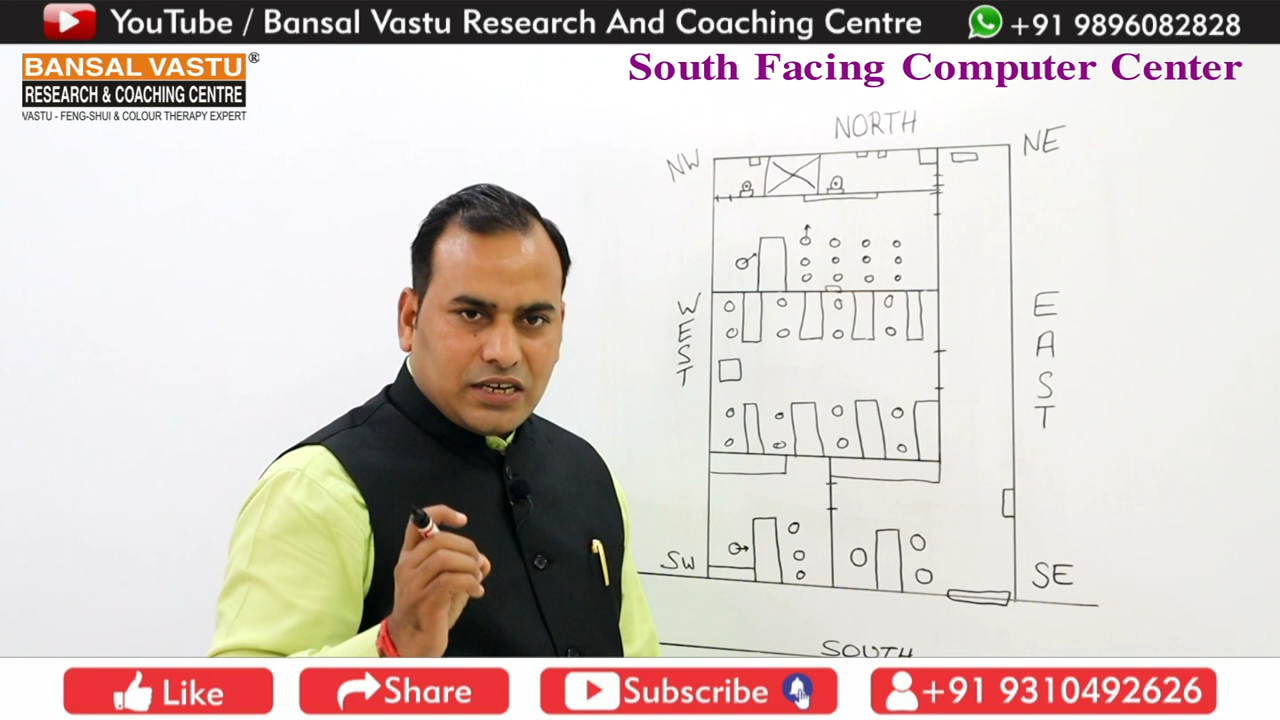 YouTube / Bansal Vastu Research And Coaching Centre
+91 9896082828
BANSAL VASTU®
RESEARCH & COACHING CENTRE
VASTU - FENG-SHUI & COLOUR THERAPY EXPERT
South Facing Computer Center
NORTH
NW
NE
WEST
EAST
SW
SE
SOUTH
Like
Share
Subscribe
+91 9310492626